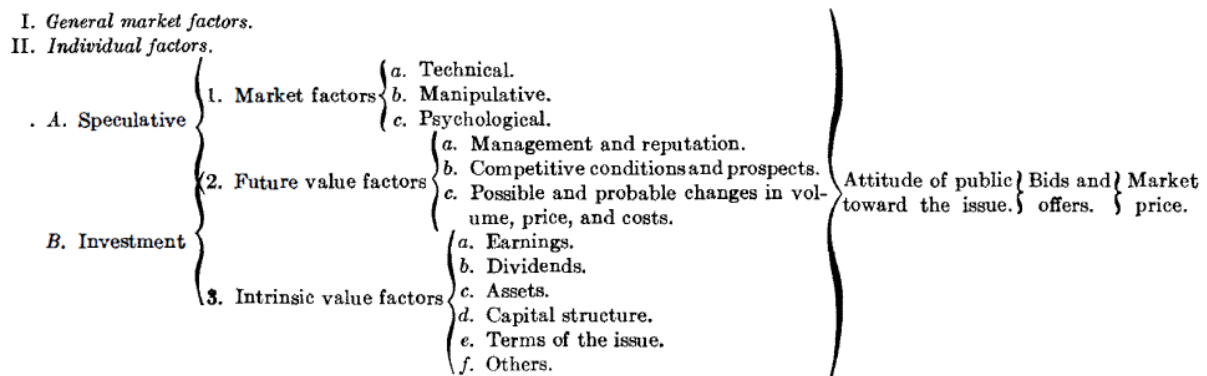 I. General market factors.
II. Individual factors.
. A. Speculative
1. Market factors
a. Technical.
b. Manipulative.
c. Psychological.
2. Future value factors
a. Management and reputation.
b. Competitive conditions and prospects.
c. Possible and probable changes in vol-
ume, price, and costs.
B. Investment
3. Intrinsic value factors
a. Earnings.
b. Dividends.
c. Assets.
d. Capital structure.
e. Terms of the issue.
f. Others.
Attitude of public
toward the issue.
Bids and
offers.
Market
price.